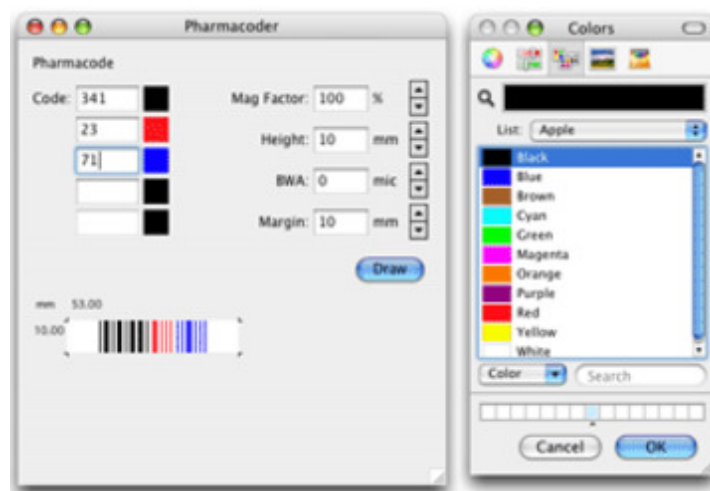 Pharmacoder
Pharmacode
Code: 341
23
71
Mag Factor: 100 %
Height: 10 mm
BWA: 0 mic
Margin: 10 mm
Draw
mm 53.00
10.00
Colors
List: Apple
Black
Blue
Brown
Cyan
Green
Magenta
Orange
Purple
Red
Yellow
White
Color
Search
Cancel
OK